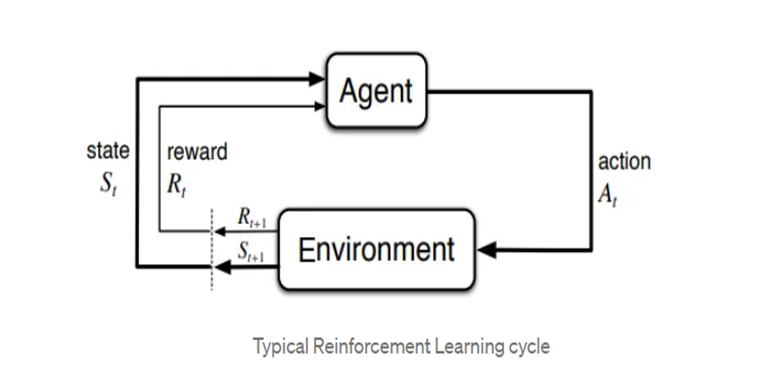 Agent
state
S_t
reward
R_t
action
A_t
R_{t+1}
S_{t+1}
Environment
Typical Reinforcement Learning cycle